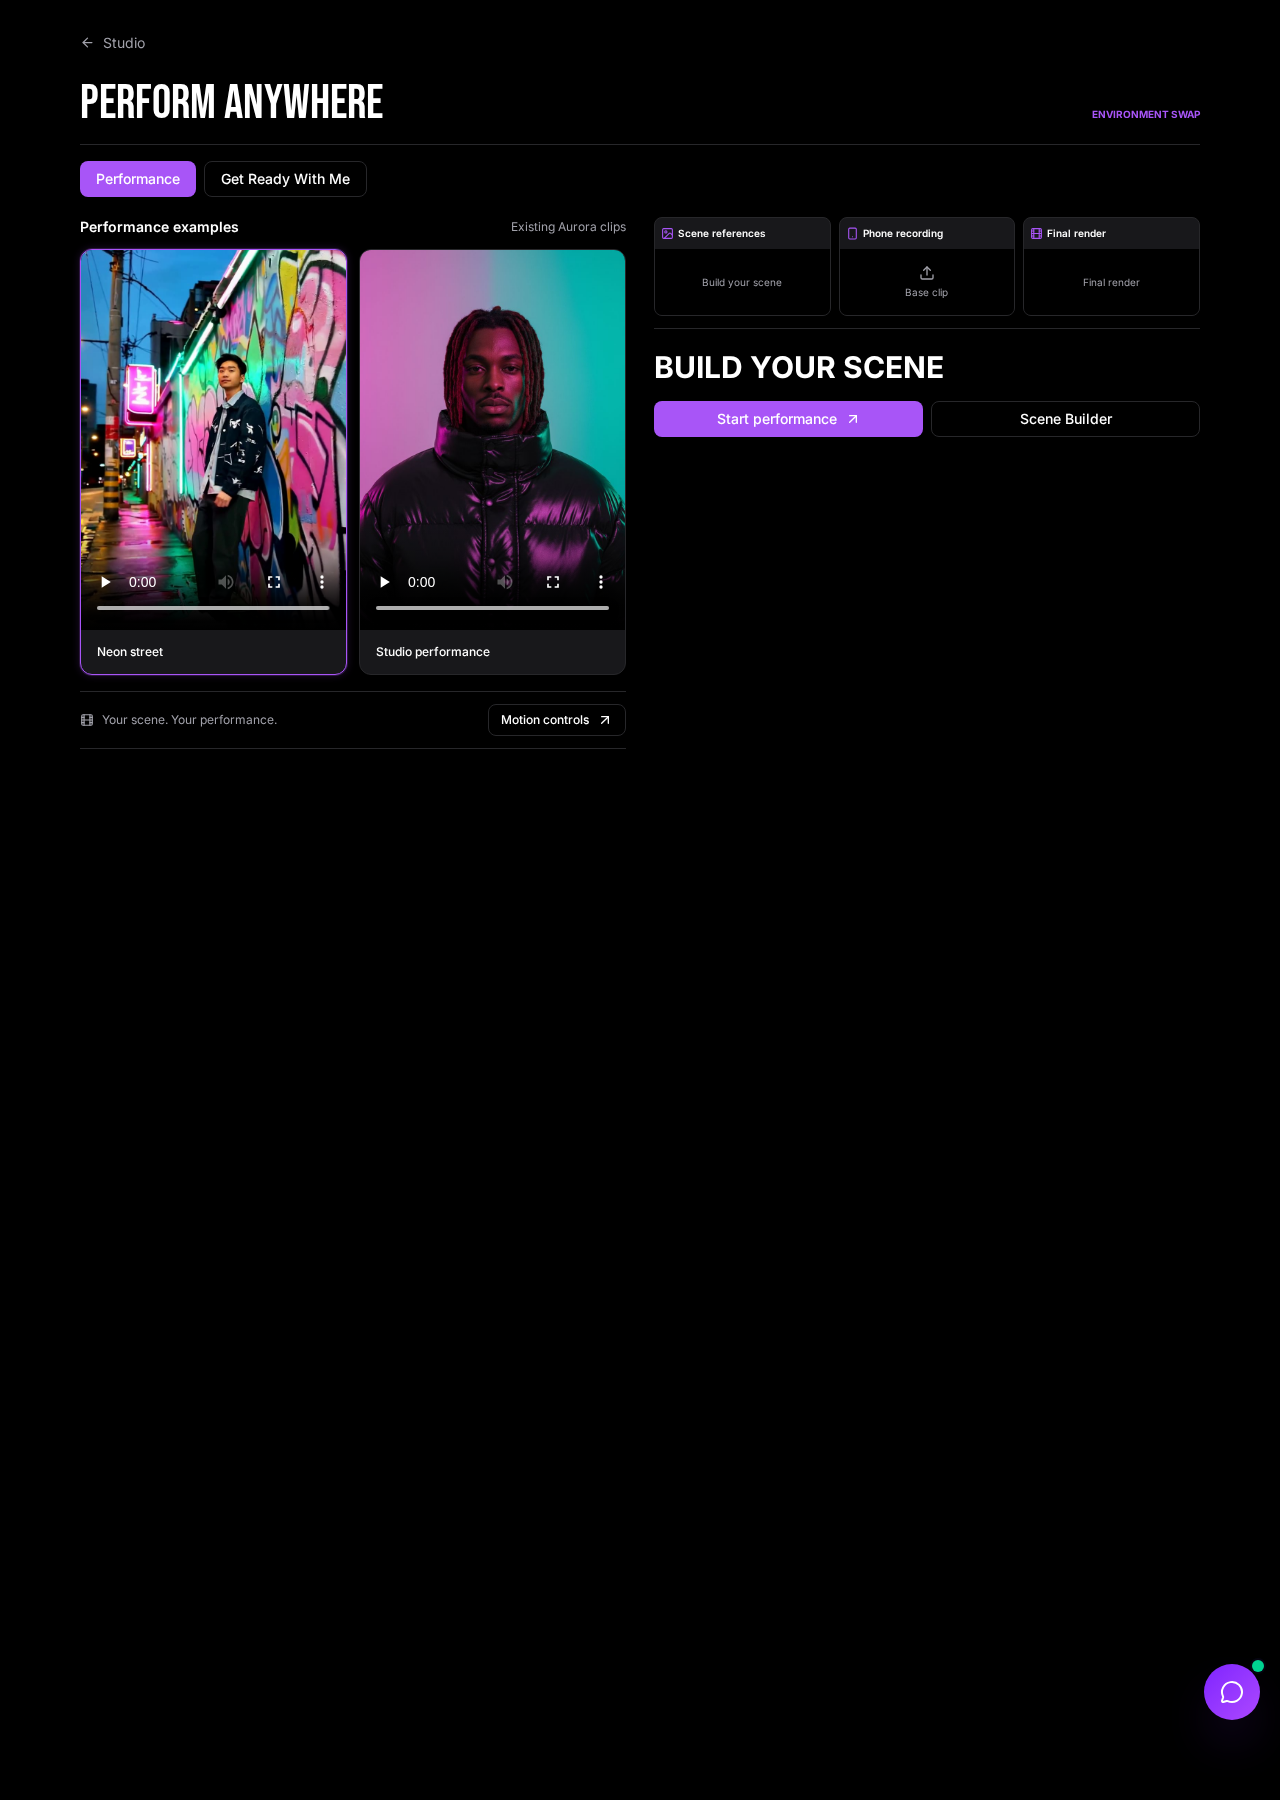 Studio
PERFORM ANYWHERE
ENVIRONMENT SWAP
Performance
Get Ready With Me
Performance examples
Existing Aurora clips
0:00
Neon street
0:00
Studio performance
Your scene. Your performance.
Motion controls
Scene references
Build your scene
Phone recording
Base clip
Final render
Final render
BUILD YOUR SCENE
Start performance
Scene Builder